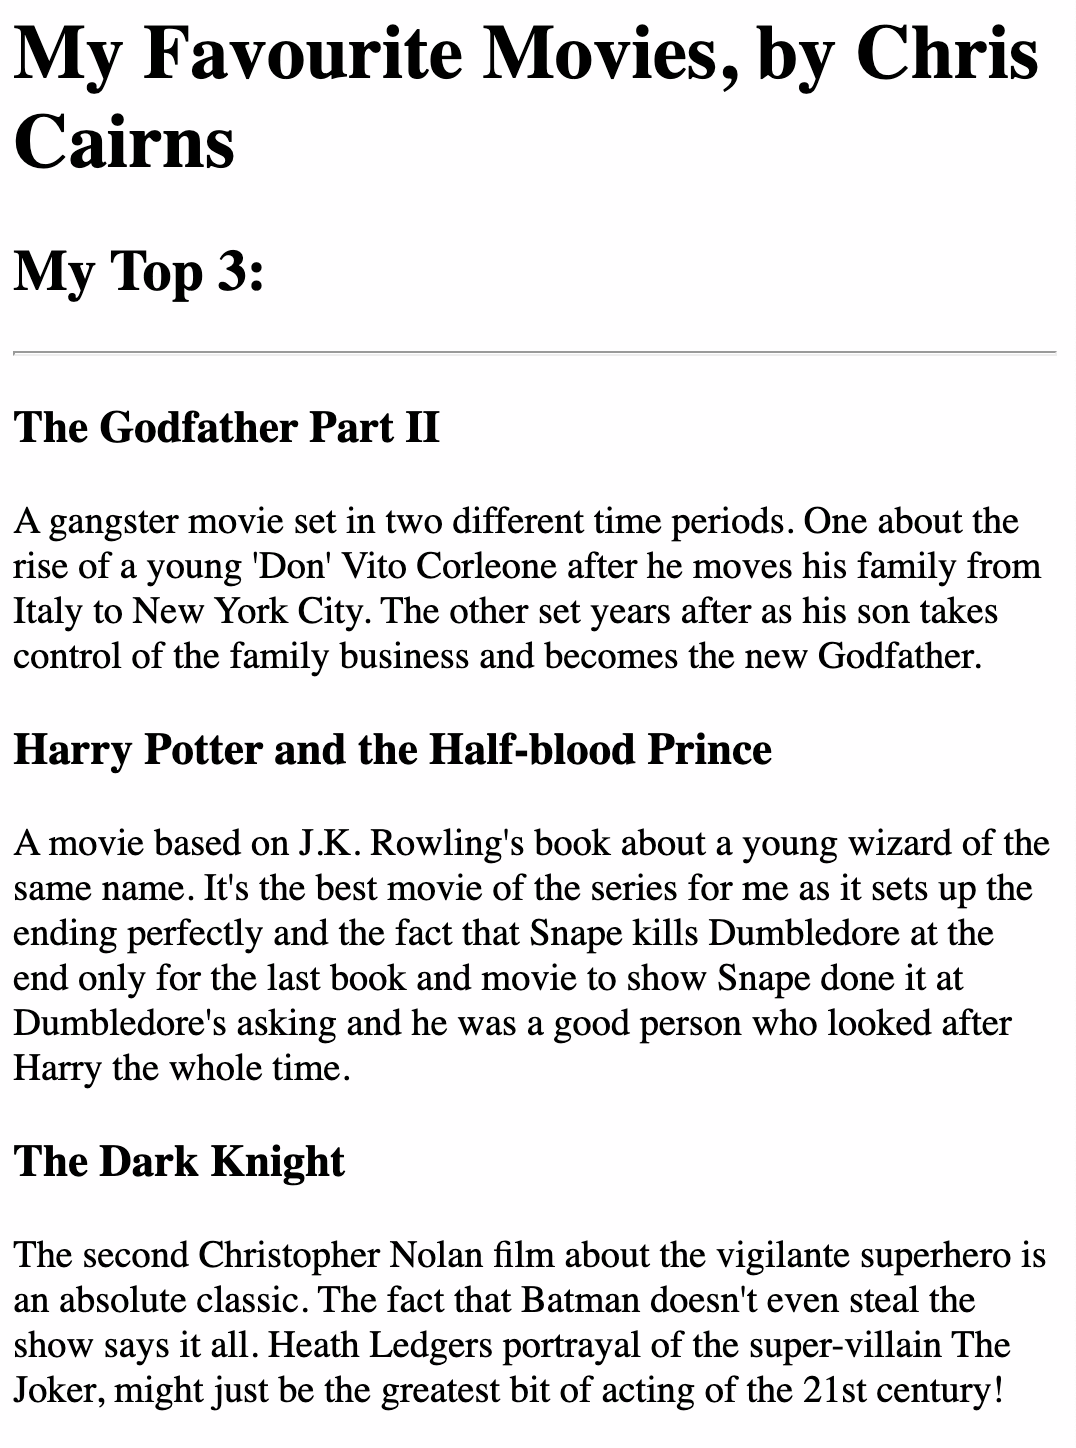 My Favourite Movies, by Chris
Cairns
My Top 3:
The Godfather Part II
A gangster movie set in two different time periods. One about the
rise of a young 'Don' Vito Corleone after he moves his family from
Italy to New York City. The other set years after as his son takes
control of the family business and becomes the new Godfather.
Harry Potter and the Half-blood Prince
A movie based on J.K. Rowling's book about a young wizard of the
same name. It's the best movie of the series for me as it sets up the
ending perfectly and the fact that Snape kills Dumbledore at the
end only for the last book and movie to show Snape done it at
Dumbledore's asking and he was a good person who looked after
Harry the whole time.
The Dark Knight
The second Christopher Nolan film about the vigilante superhero is
an absolute classic. The fact that Batman doesn't even steal the
show says it all. Heath Ledgers portrayal of the super-villain The
Joker, might just be the greatest bit of acting of the 21st century!